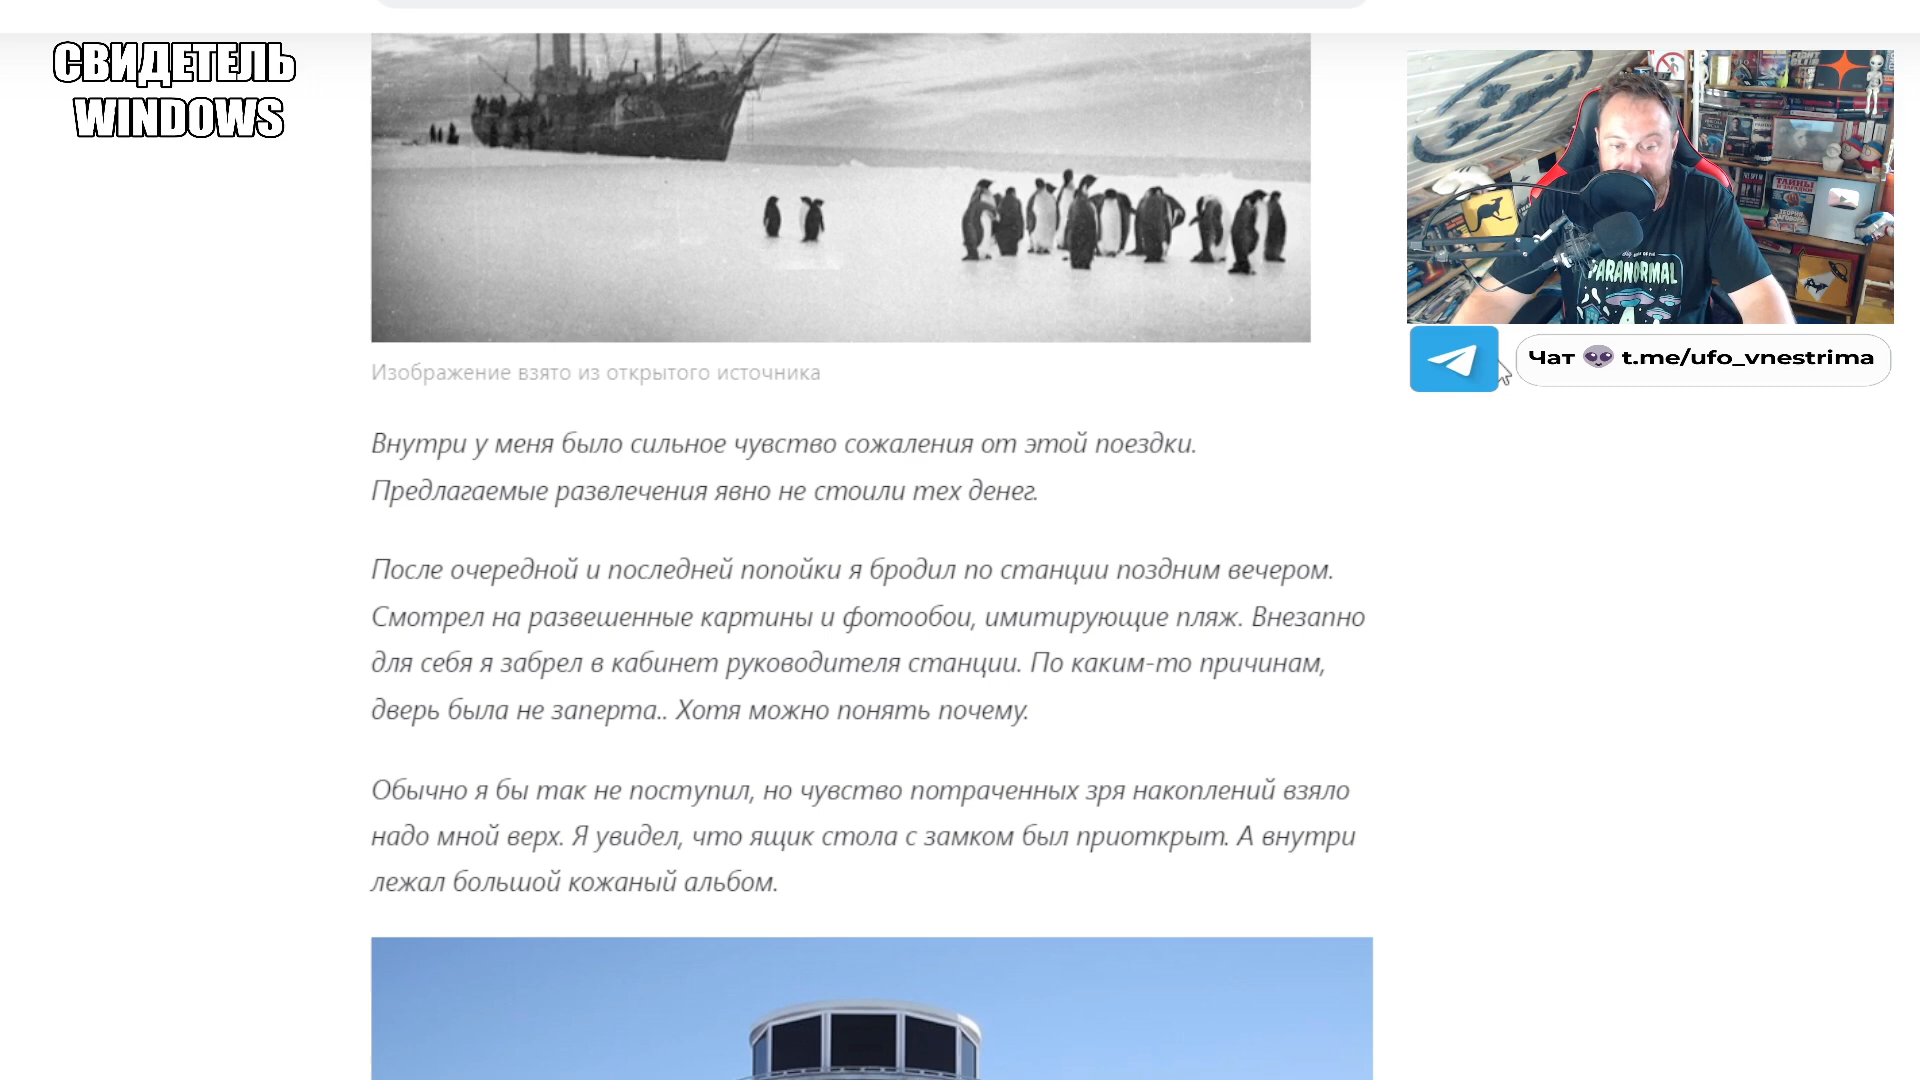 СВИДЕТЕЛЬ
WINDOWS
PARANORMAL
ТАЙНЫ
Чат t.me/ufo_vnestrima
Изображение взято из открытого источника
Внутри у меня было сильное чувство сожаления от этой поездки.
Предлагаемые развлечения явно не стоили тех денег.
После очередной и последней попойки я бродил по станции поздним вечером.
Смотрел на развешенные картины и фотообои, имитирующие пляж. Внезапно
для себя я забрел в кабинет руководителя станции. По каким-то причинам,
дверь была не заперта.. Хотя можно понять почему.
Обычно я бы так не поступил, но чувство потраченных зря накоплений взяло
надо мной верх. Я увидел, что ящик стола с замком был приоткрыт. А внутри
лежал большой кожаный альбом.